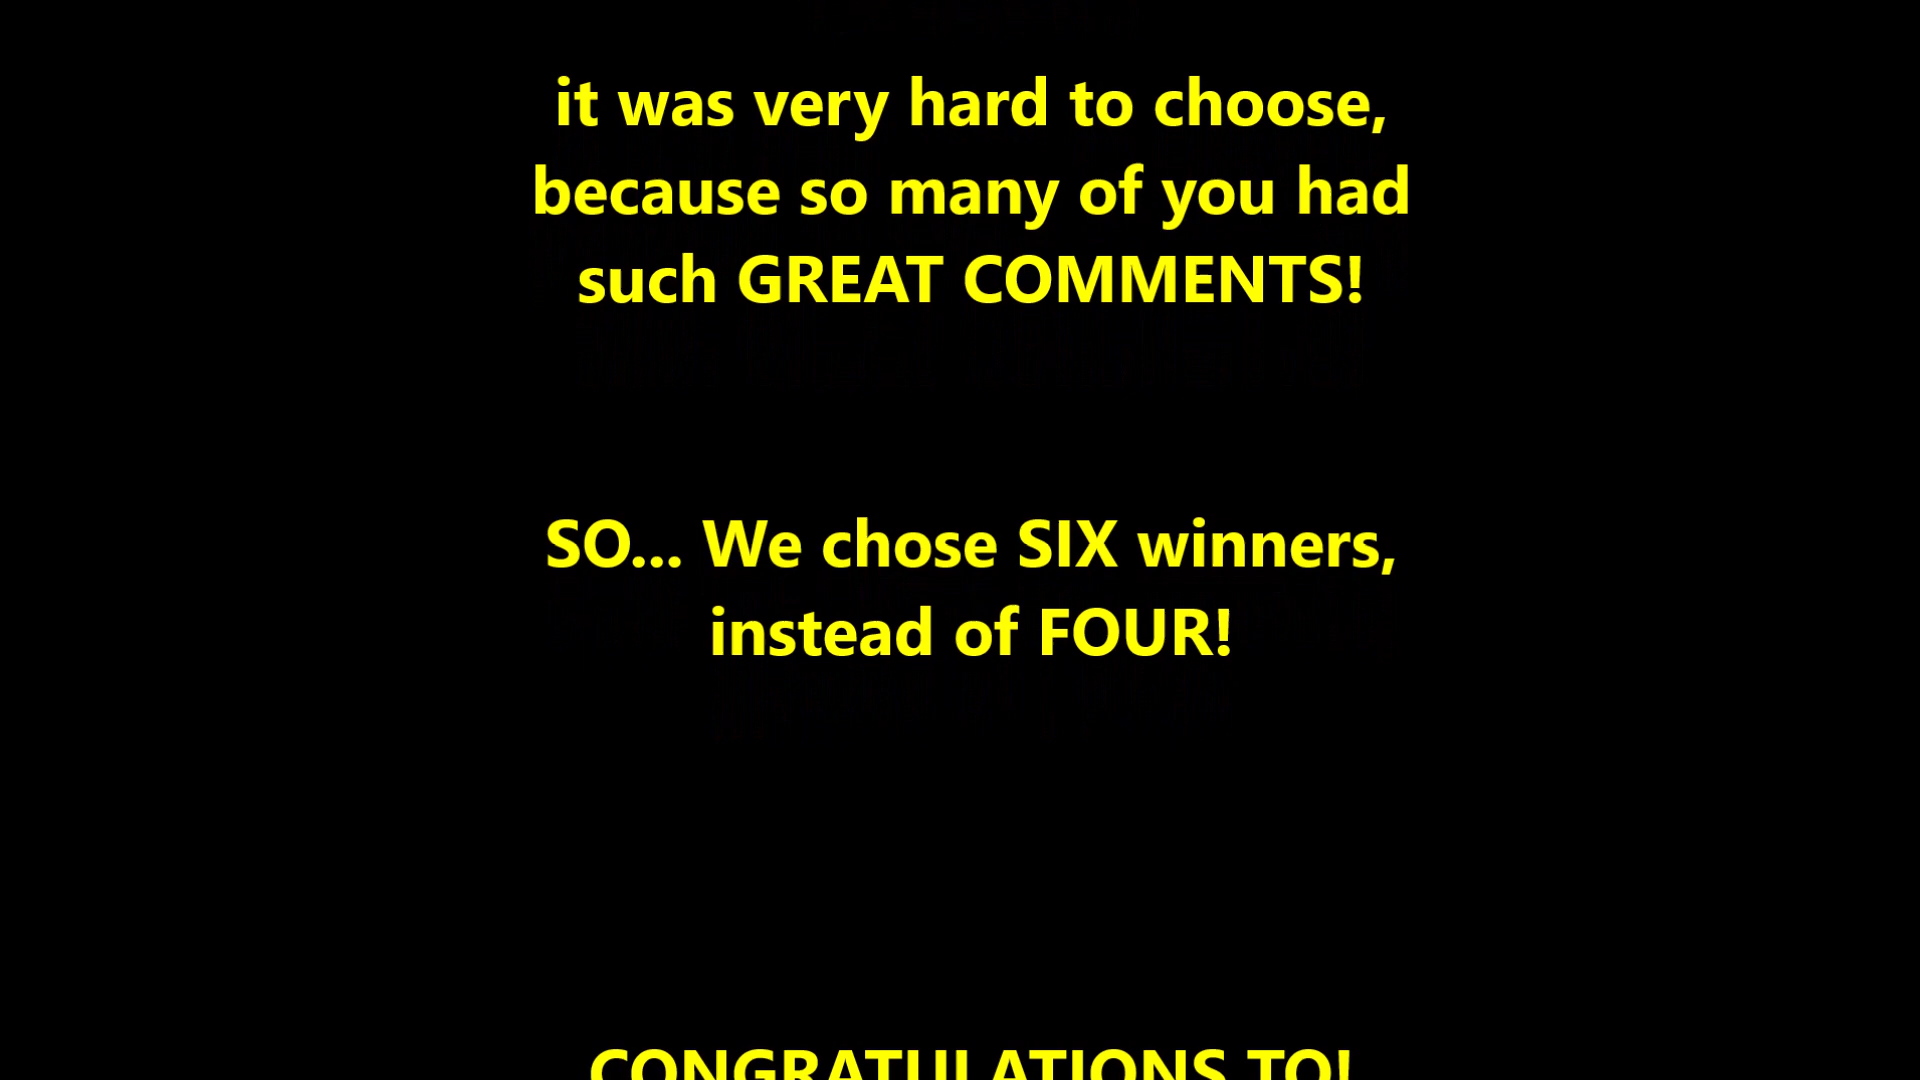 it was very hard to choose,
because so many of you had
such GREAT COMMENTS!
SO... We chose SIX winners,
instead of FOUR!
CONGRATULATIONS TO!